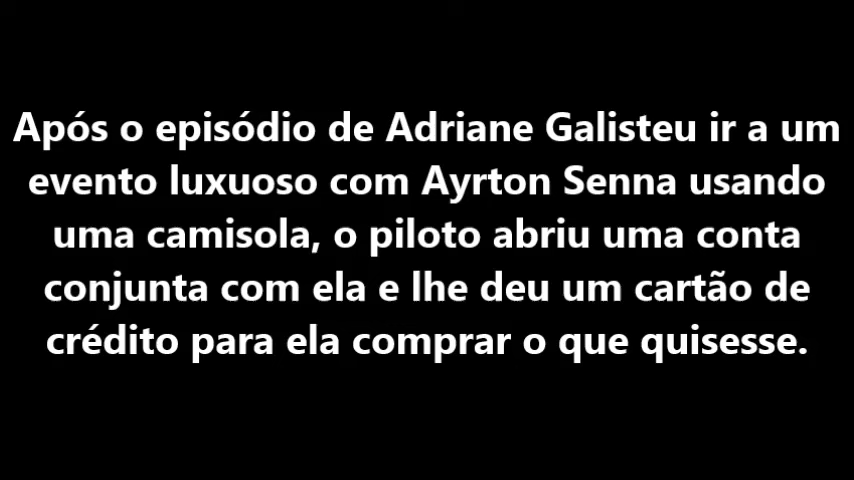 Após o episódio de Adriane Galisteu ir a um
evento luxuoso com Ayrton Senna usando
uma camisola, o piloto abriu uma conta
conjunta com ela e lhe deu um cartão de
crédito para ela comprar o que quisesse.